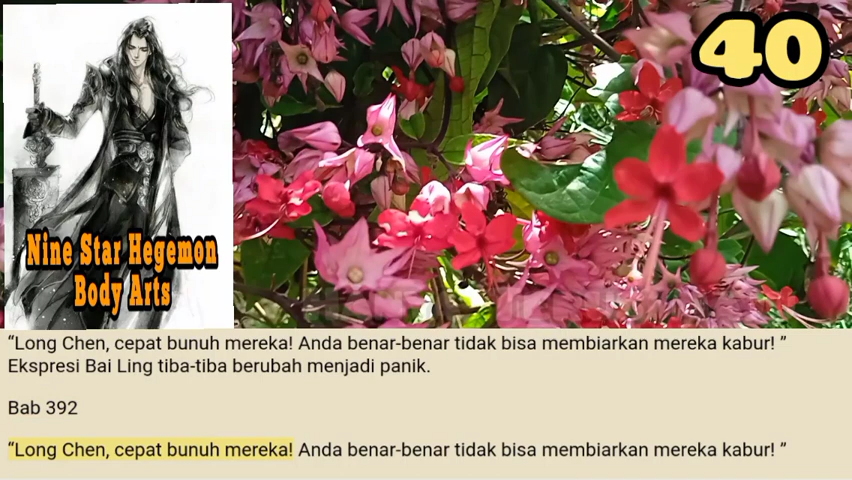 40
Nine Star Hegemon
Body Arts
“Long Chen, cepat bunuh mereka! Anda benar-benar tidak bisa membiarkan mereka kabur! ”
Ekspresi Bai Ling tiba-tiba berubah menjadi panik.
Bab 392
“Long Chen, cepat bunuh mereka! Anda benar-benar tidak bisa membiarkan mereka kabur! ”